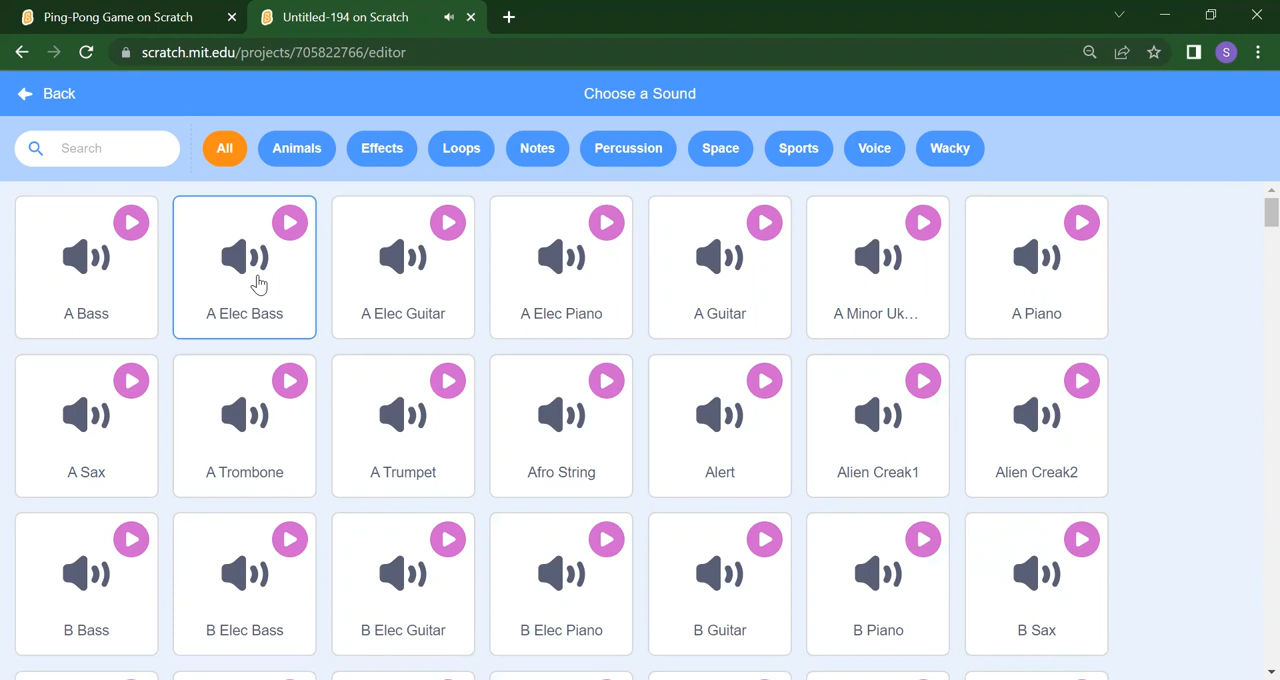 Ping-Pong Game on Scratch
Untitled-194 on Scratch
scratch.mit.edu/projects/705822766/editor
S
Back
Choose a Sound
Search
All
Animals
Effects
Loops
Notes
Percussion
Space
Sports
Voice
Wacky
A Bass
A Elec Bass
A Elec Guitar
A Elec Piano
A Guitar
A Minor Uk...
A Piano
A Sax
A Trombone
A Trumpet
Afro String
Alert
Alien Creak1
Alien Creak2
B Bass
B Elec Bass
B Elec Guitar
B Elec Piano
B Guitar
B Piano
B Sax